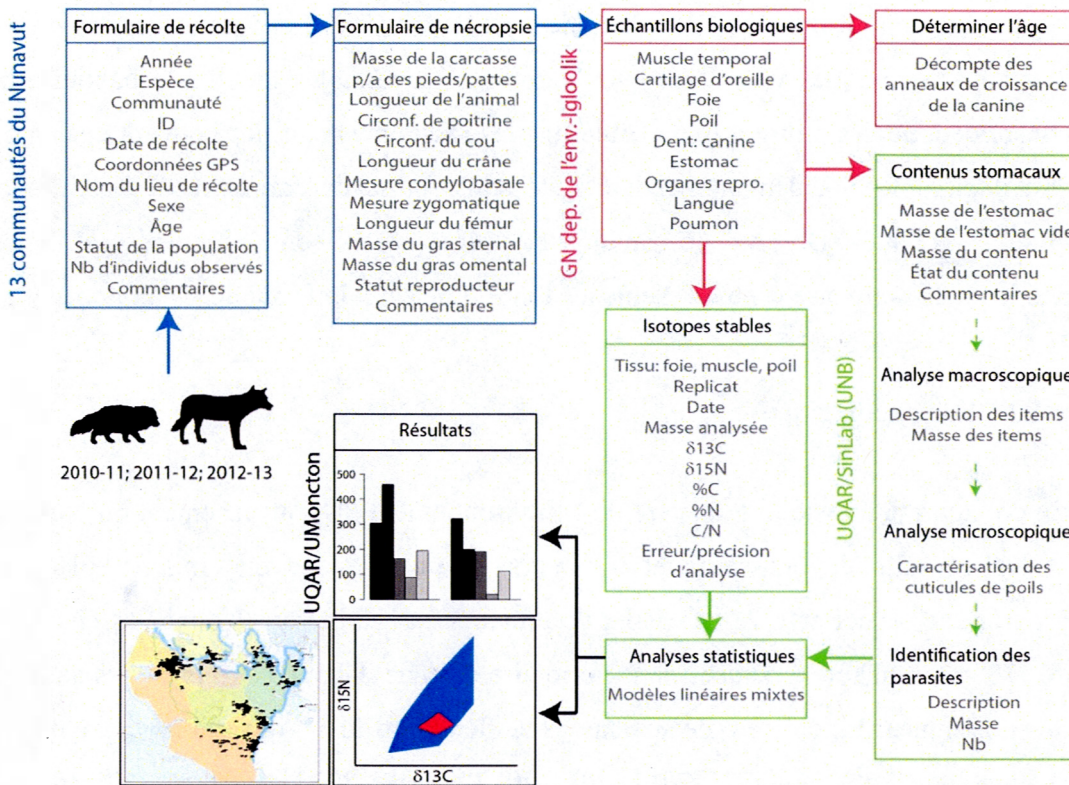 13 communautés du Nunavut
Formulaire de récolte
Année
Espèce
Communauté
ID
Date de récolte
Coordonnées GPS
Nom du lieu de récolte
Sexe
Âge
Statut de la population
Nb d'individus observés
Commentaires
2010-11; 2011-12; 2012-13
Formulaire de nécropsie
Masse de la carcasse
p/a des pieds/pattes
Longueur de l'animal
Circonf. de poitrine
Circonf. du cou
Longueur du crâne
Mesure condylobasale
Mesure zygomatique
Longueur du fémur
Masse du gras sternal
Masse du gras omental
Statut reproducteur
Commentaires
GN dep. de l'env.-Igloolik
Échantillons biologiques
Muscle temporal
Cartilage d'oreille
Foie
Poil
Dent: canine
Estomac
Organes repro.
Langue
Poumon
Déterminer l'âge
Décompte des
anneaux de croissance
de la canine
Contenus stomacaux
Masse de l'estomac
Masse de l'estomac vide
Masse du contenu
État du contenu
Commentaires
Analyse macroscopique
Description des items
Masse des items
Analyse microscopique
Caractérisation des
cuticules de poils
Identification des
parasites
Description
Masse
Nb
UQAR/SinLab (UNB)
Isotopes stables
Tissu: foie, muscle, poil
Replicat
Date
Masse analysée
δ13C
δ15N
%C
%N
C/N
Erreur/précision
d'analyse
Analyses statistiques
Modèles linéaires mixtes
UQAR/UMoncton
Résultats
500
400
300
200
100
0
δ15N
δ13C